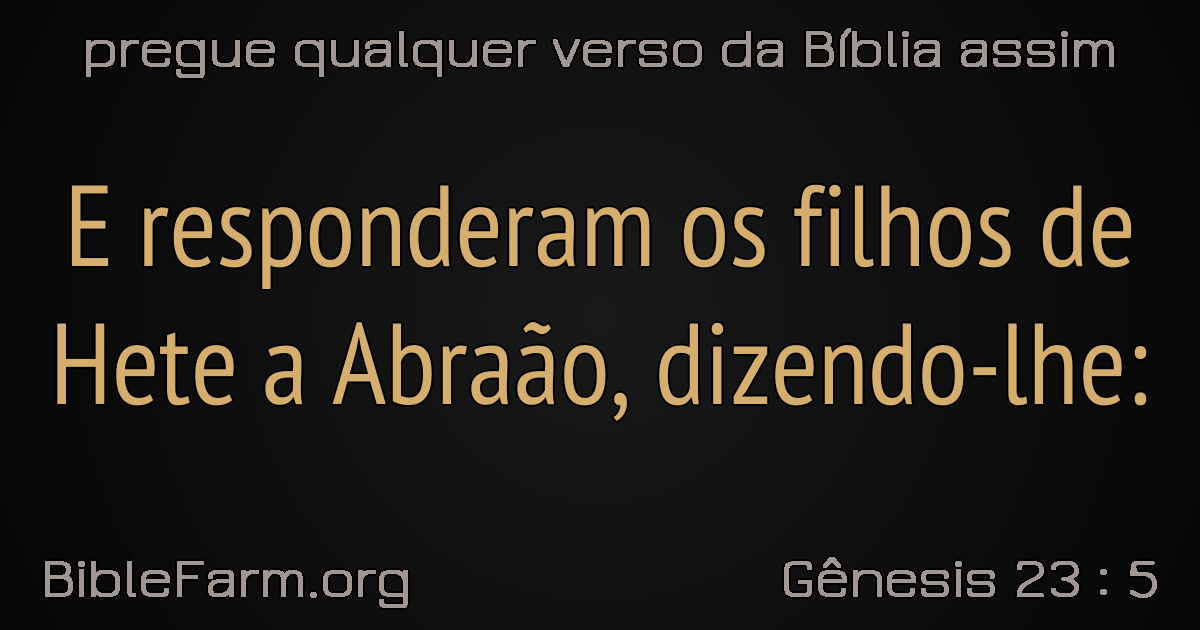 pregue qualquer verso da Bíblia assim
E responderam os filhos de
Hete a Abraão, dizendo-lhe:
BibleFarm.org
Gênesis 23 : 5